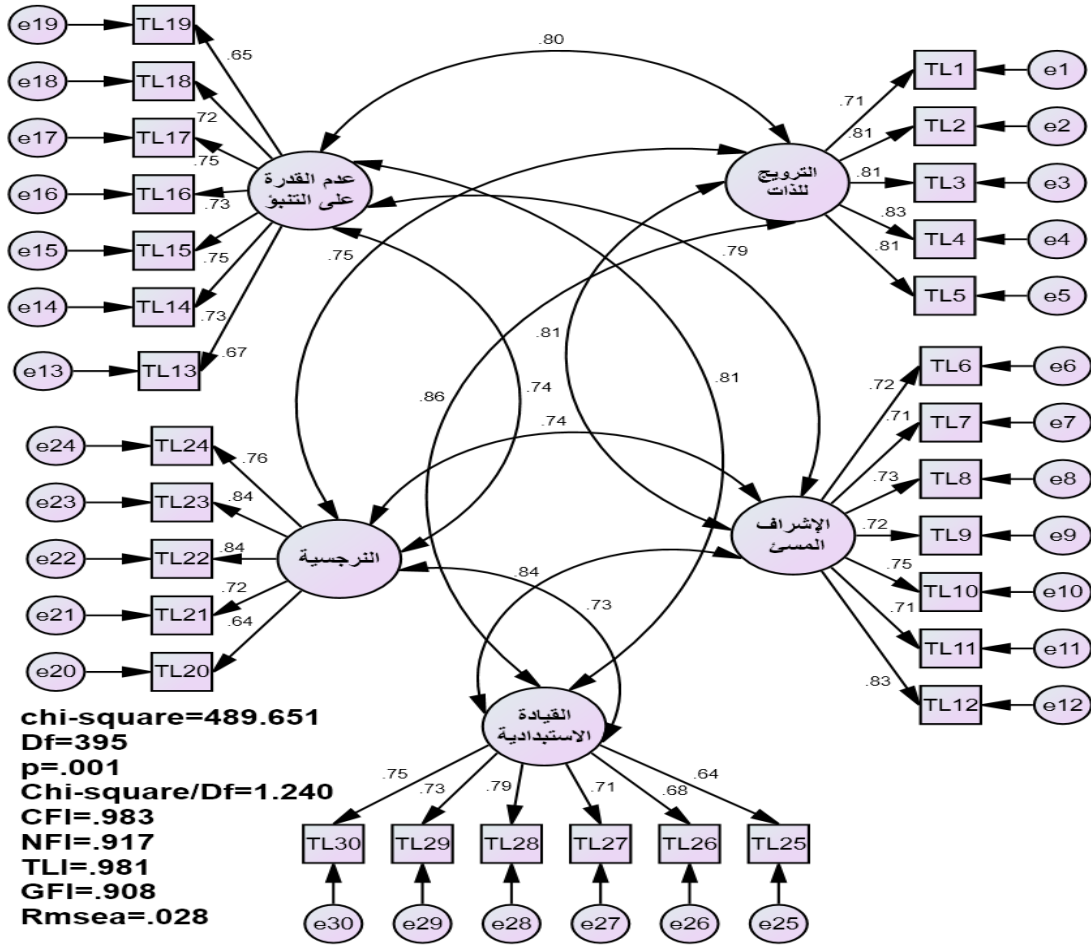 e19 TL19 .65
e18 TL18
e17 TL17 .72
e16 TL16 .75
.73
e15 TL15
.75
e14 TL14
.73
e13 TL13 .67
عدم القدرة
على التنبؤ
.80
الترويج
للذات
.71 TL1 e1
.81 TL2 e2
.81 TL3 e3
.83 TL4 e4
.81 TL5 e5
.75
.79
.81
.86
.74
.81
.74
e24 TL24 .76
e23 TL23 .84
e22 TL22 .84
e21 TL21 .72
e20 TL20 .64
النرجسية
الإشراف
المسئ
.72 TL6 e6
.71 TL7 e7
.73 TL8 e8
.72 TL9 e9
.75 TL10 e10
.71 TL11 e11
.83 TL12 e12
.84
.73
القيادة
الاستبدادية
.75 .73 .79 .71 .68 .64
TL30 TL29 TL28 TL27 TL26 TL25
e30 e29 e28 e27 e26 e25
chi-square=489.651
Df=395
p=.001
Chi-square/Df=1.240
CFI=.983
NFI=.917
TLI=.981
GFI=.908
Rmsea=.028